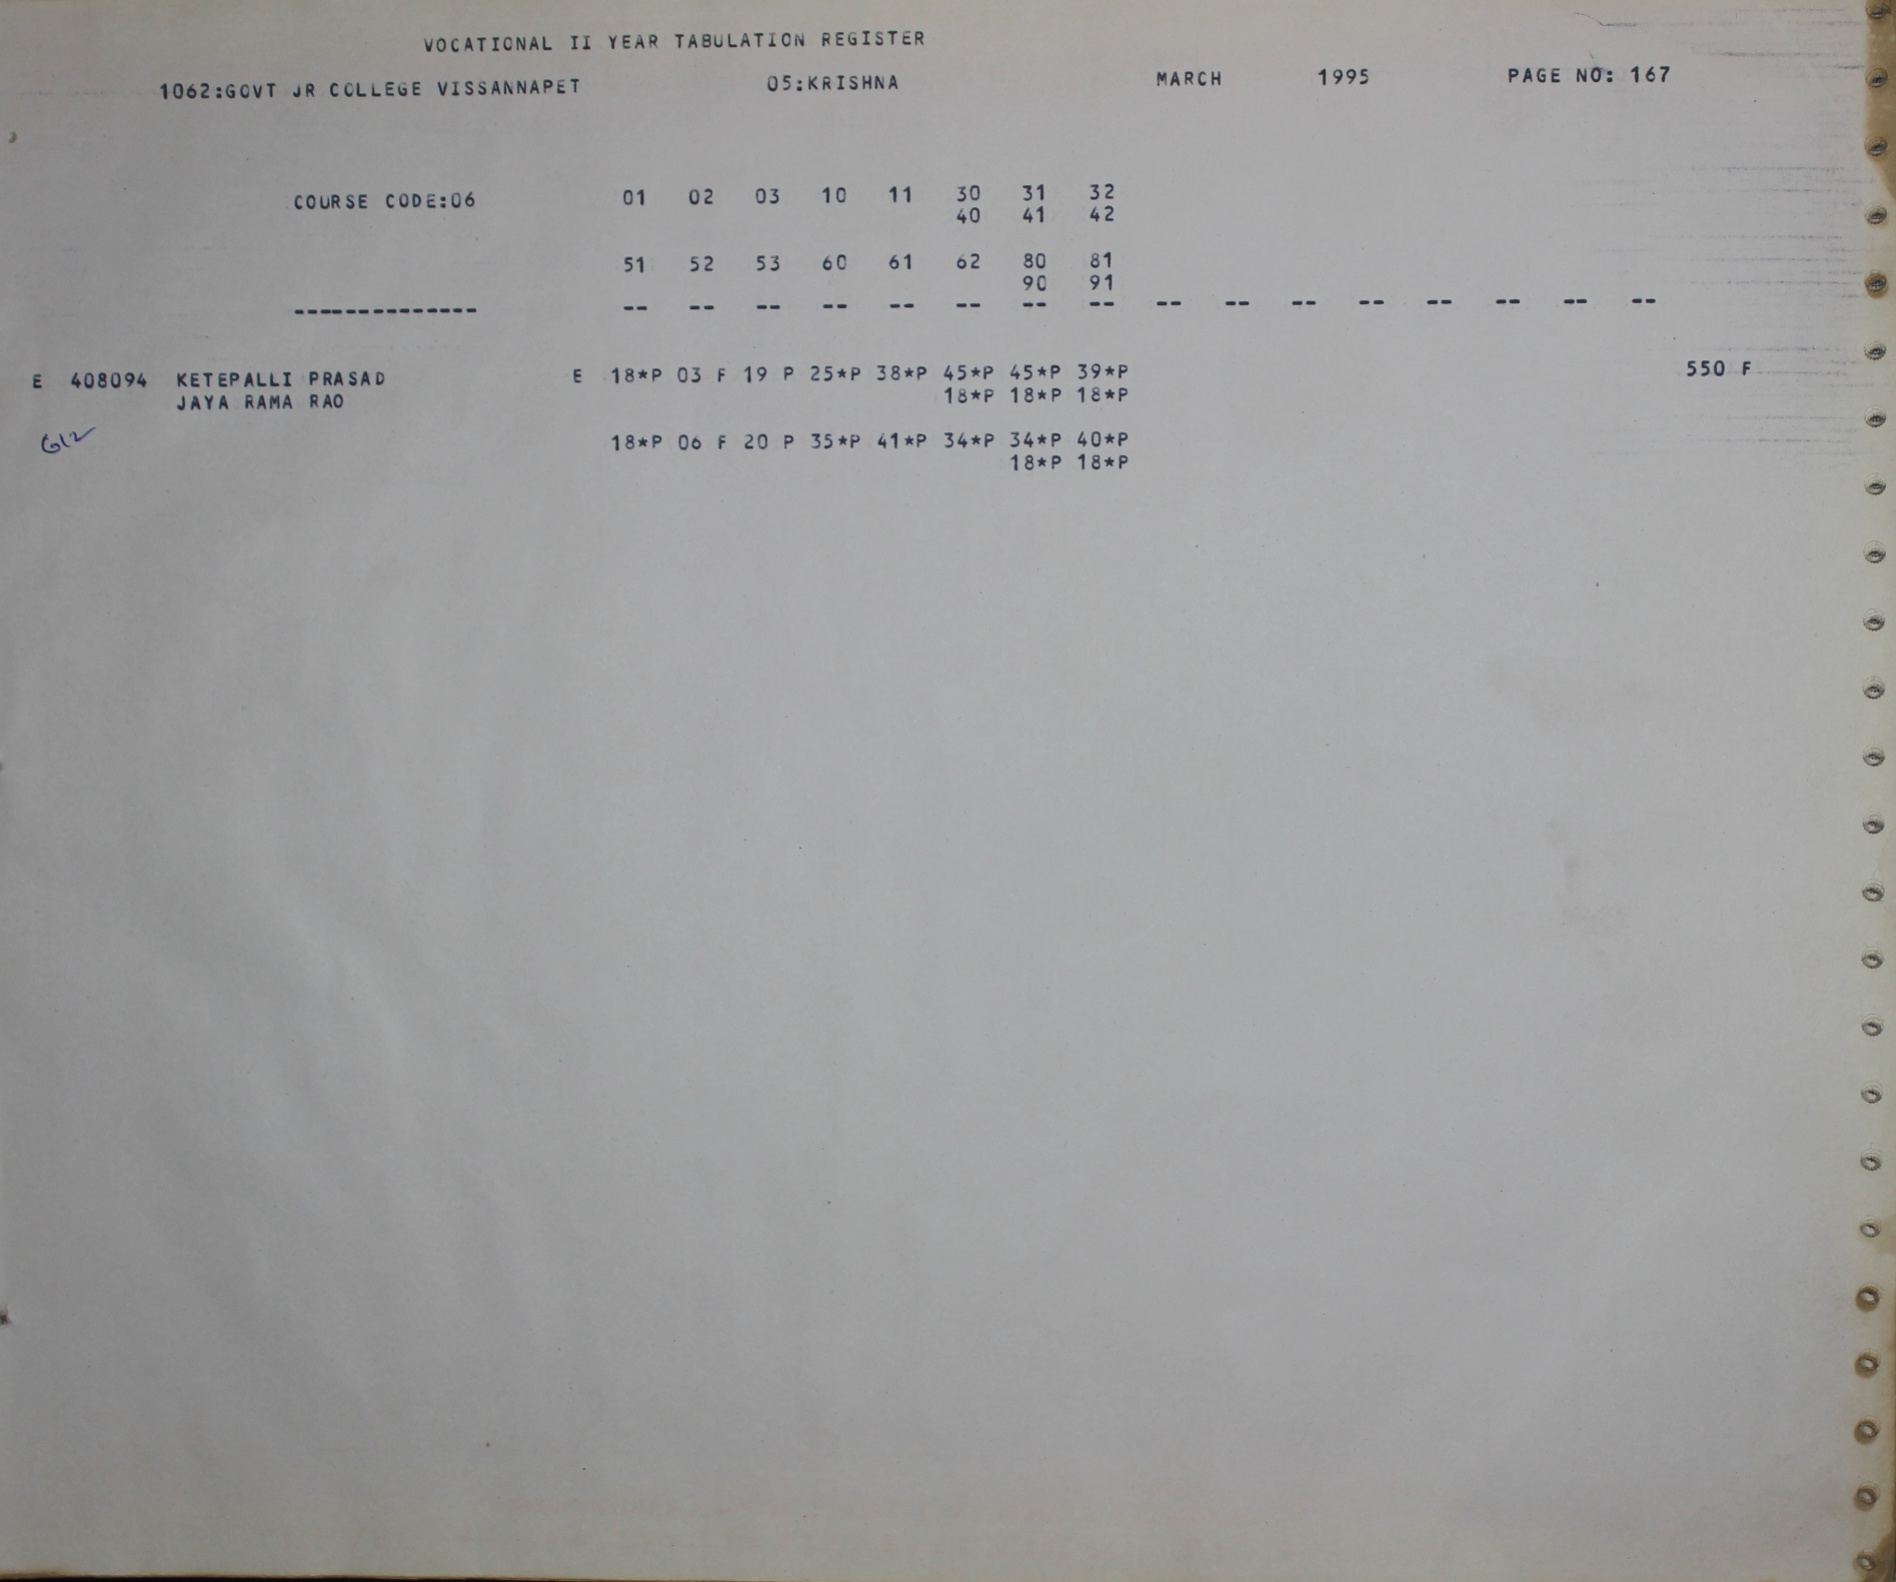 VOCATIONAL II YEAR TABULATION REGISTER
1062:GOVT JR COLLEGE VISSANNAPET 05:KRISHNA MARCH 1995 PAGE NO: 167
COURSE CODE:06 01 02 03 10 11 30 31 32
40 41 42
51 52 53 60 61 62 80 81
90 91
-------------- -- -- -- -- -- -- -- -- -- -- -- -- -- -- -- --
E 408094 KETEPALLI PRASAD E 18*P 03 F 19 P 25*P 38*P 45*P 45*P 39*P 550 F
JAYA RAMA RAO 18*P 18*P 18*P
18*P 06 F 20 P 35*P 41*P 34*P 34*P 40*P
18*P 18*P